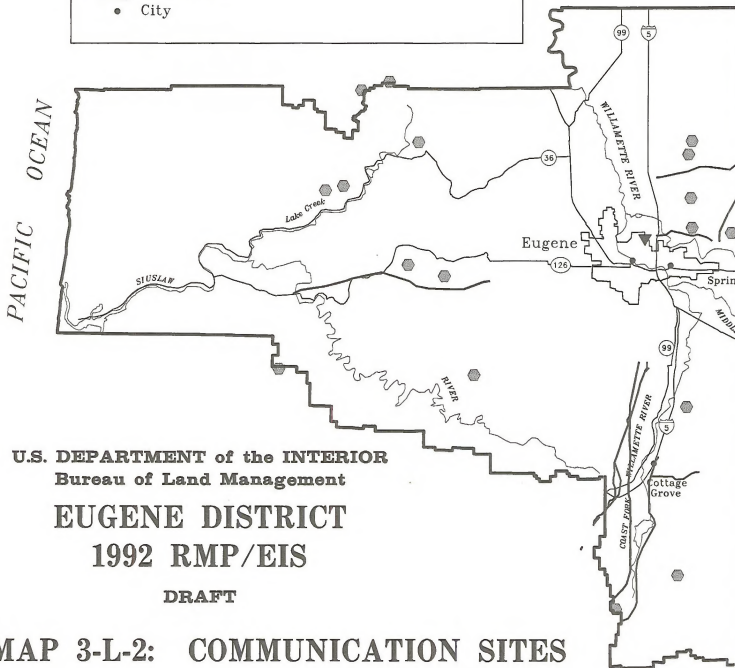 • City
99
5
WILLAMETTE RIVER
36
PACIFIC OCEAN
Lake Creek
Eugene
126
SIUSLAW
RIVER
99
WILLAMETTE RIVER
COAST FORK
5
Cottage
Grove
U.S. DEPARTMENT of the INTERIOR
Bureau of Land Management
EUGENE DISTRICT
1992 RMP/EIS
DRAFT
MAP 3-L-2: COMMUNICATION SITES